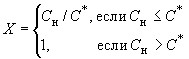 X = { Cн / C*, если Cн ≤ C*
1, если Cн > C*